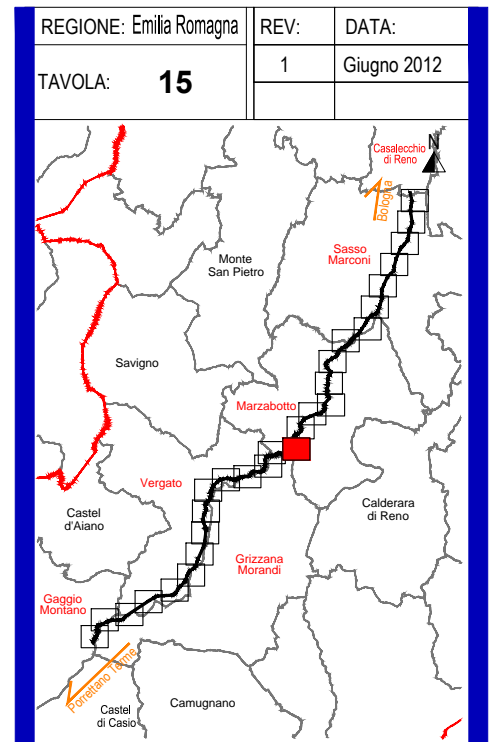 REGIONE: Emilia Romagna
REV:
DATA:
TAVOLA: 15
1
Giugno 2012
Casalecchio
di Reno
N
Bologna
Sasso
Marconi
Monte
San Pietro
Savigno
Marzabotto
Vergato
Castel
d'Aiano
Calderara
di Reno
Grizzana
Morandi
Gaggio
Montano
Porrettano Terme
Castel
di Casio
Camugnano